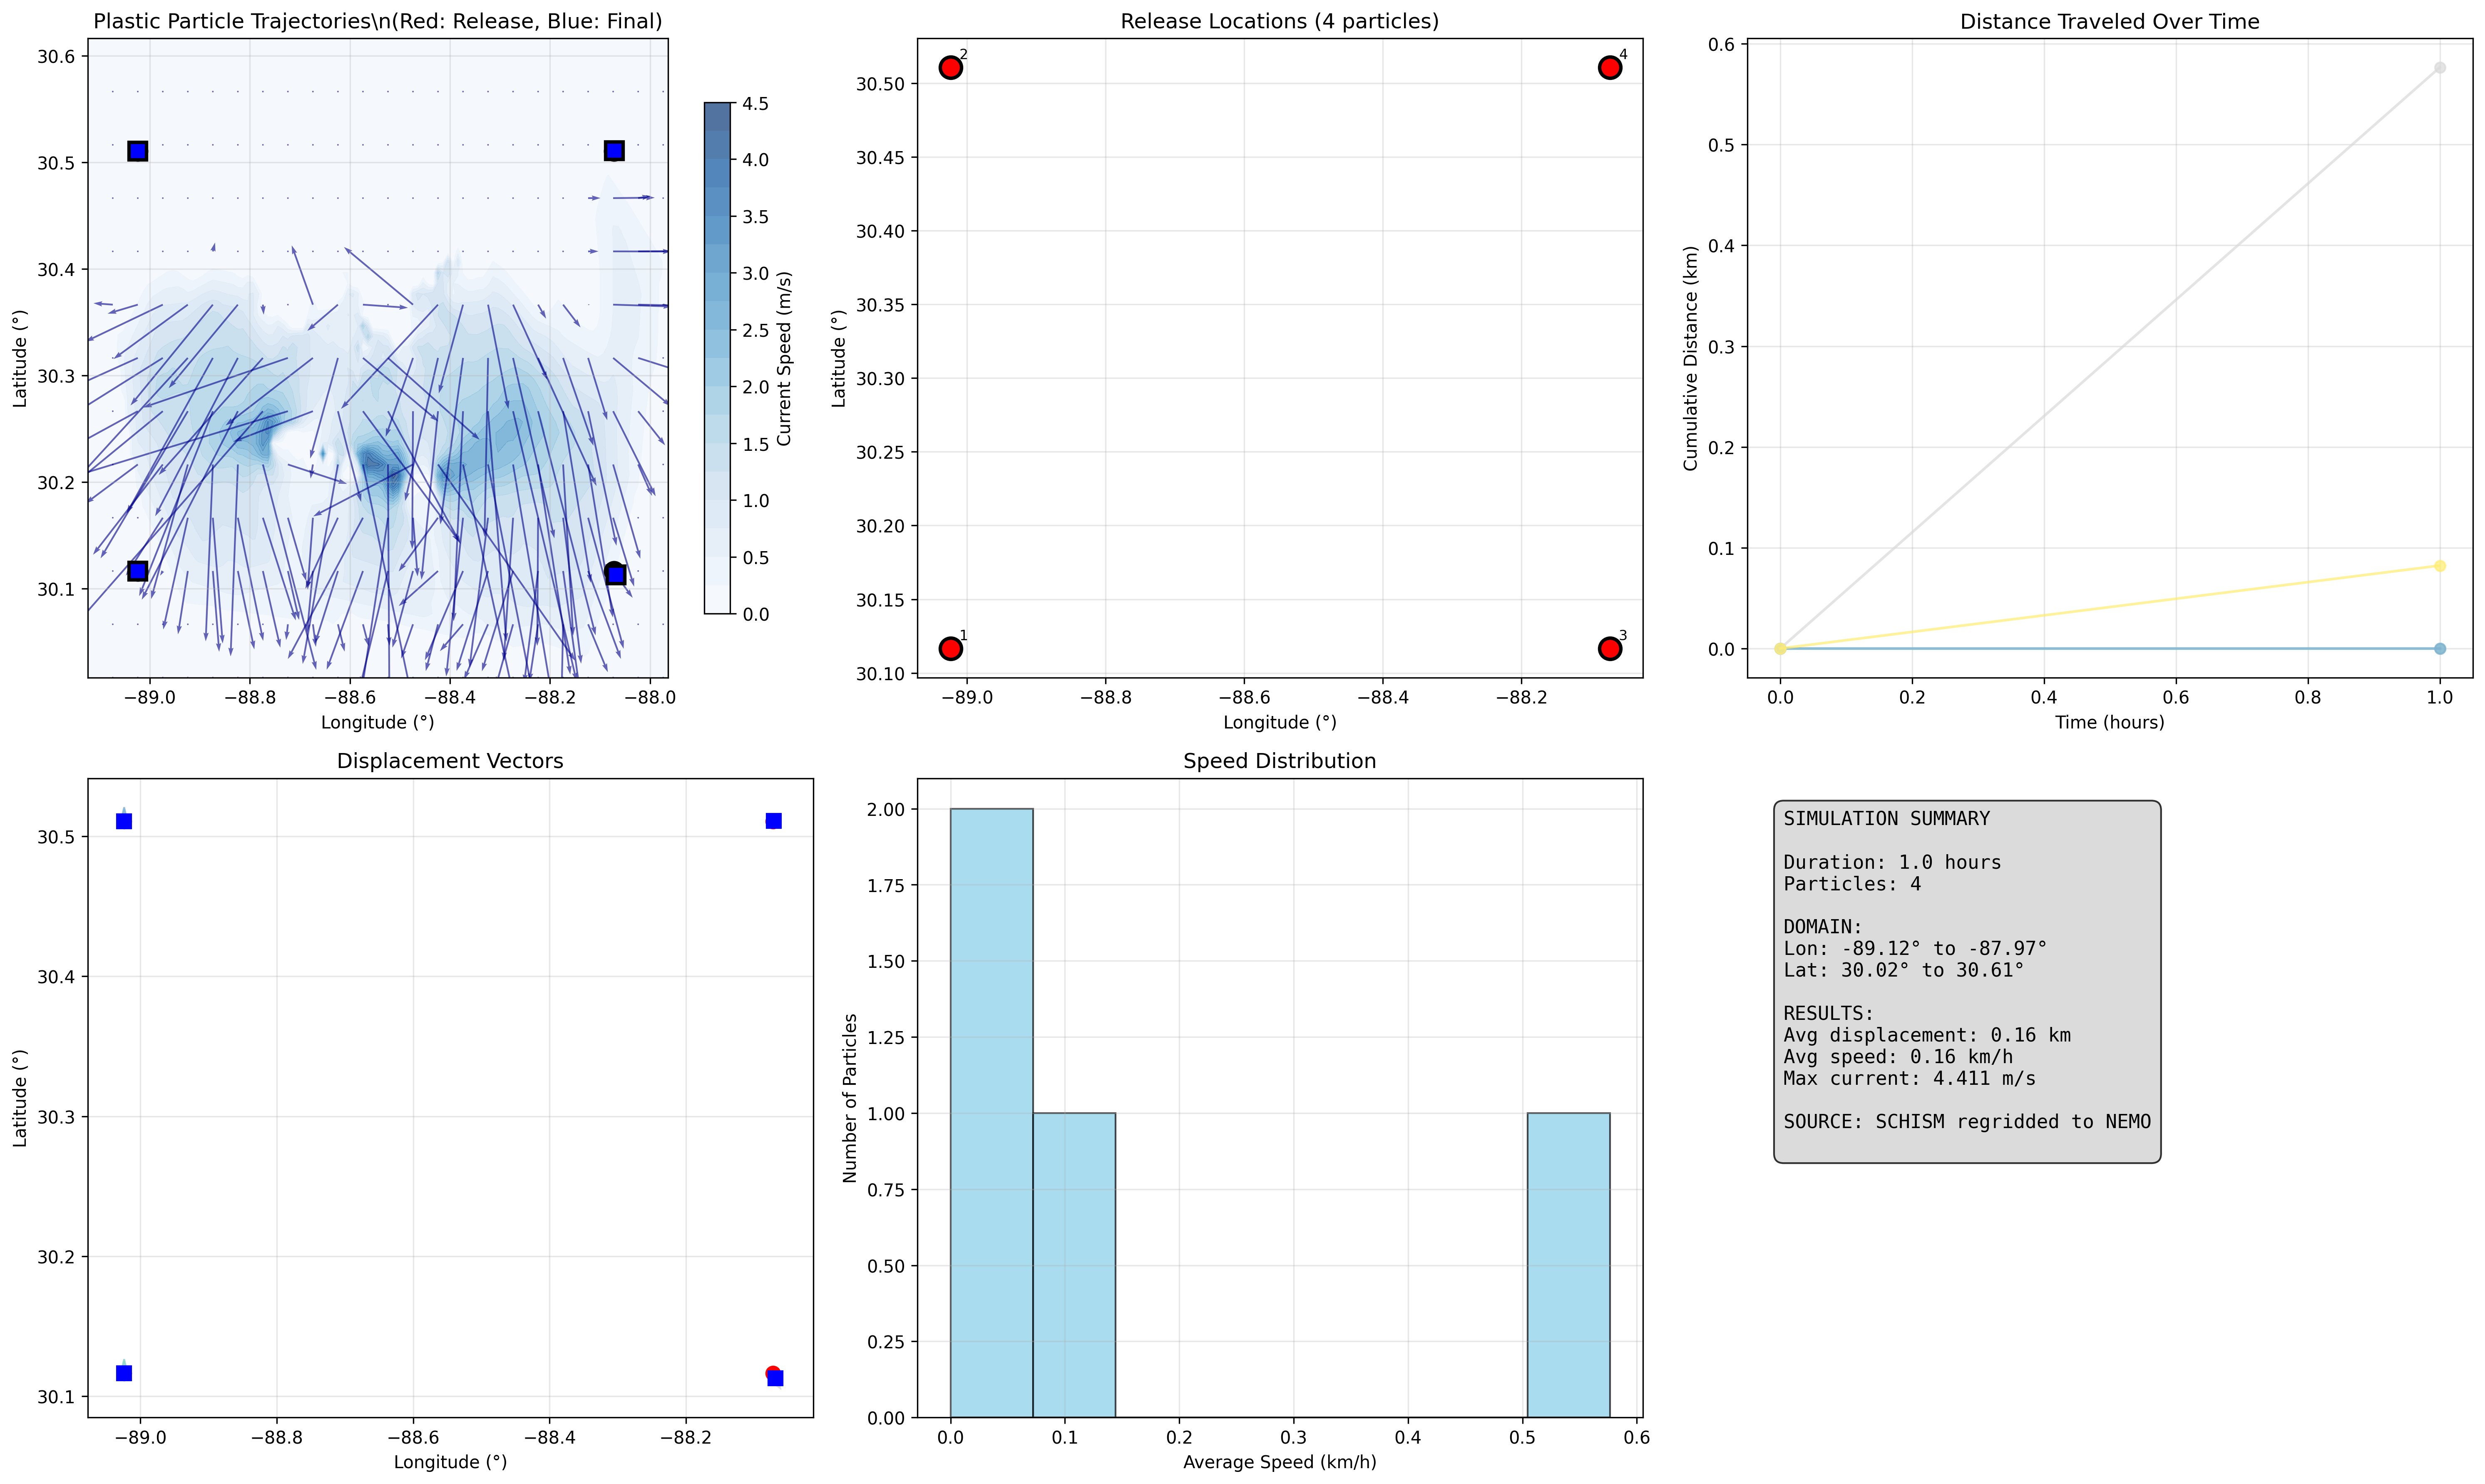 Plastic Particle Trajectories\n(Red: Release, Blue: Final)
30.6
30.5
30.4
30.3
30.2
30.1
Latitude (°)
−89.0
−88.8
−88.6
−88.4
−88.2
−88.0
Longitude (°)
4.5
4.0
3.5
3.0
2.5
2.0
1.5
1.0
0.5
0.0
Current Speed (m/s)
Release Locations (4 particles)
30.50
30.45
30.40
30.35
30.30
30.25
30.20
30.15
30.10
Latitude (°)
2
4
1
3
−89.0
−88.8
−88.6
−88.4
−88.2
Longitude (°)
Distance Traveled Over Time
0.6
0.5
0.4
0.3
0.2
0.1
0.0
Cumulative Distance (km)
0.0
0.2
0.4
0.6
0.8
1.0
Time (hours)
Displacement Vectors
30.5
30.4
30.3
30.2
30.1
Latitude (°)
−89.0
−88.8
−88.6
−88.4
−88.2
Longitude (°)
Speed Distribution
2.00
1.75
1.50
1.25
1.00
0.75
0.50
0.25
0.00
Number of Particles
0.0
0.1
0.2
0.3
0.4
0.5
0.6
Average Speed (km/h)
SIMULATION SUMMARY
Duration: 1.0 hours
Particles: 4
DOMAIN:
Lon: -89.12° to -87.97°
Lat: 30.02° to 30.61°
RESULTS:
Avg displacement: 0.16 km
Avg speed: 0.16 km/h
Max current: 4.411 m/s
SOURCE: SCHISM regridded to NEMO